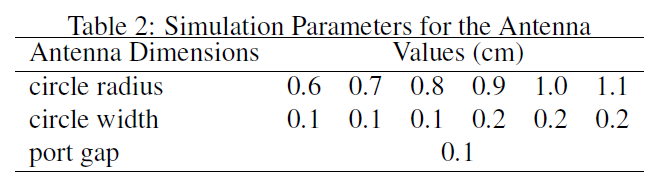 Table 2: Simulation Parameters for the Antenna
Antenna Dimensions Values (cm)
circle radius 0.6 0.7 0.8 0.9 1.0 1.1
circle width 0.1 0.1 0.1 0.2 0.2 0.2
port gap 0.1